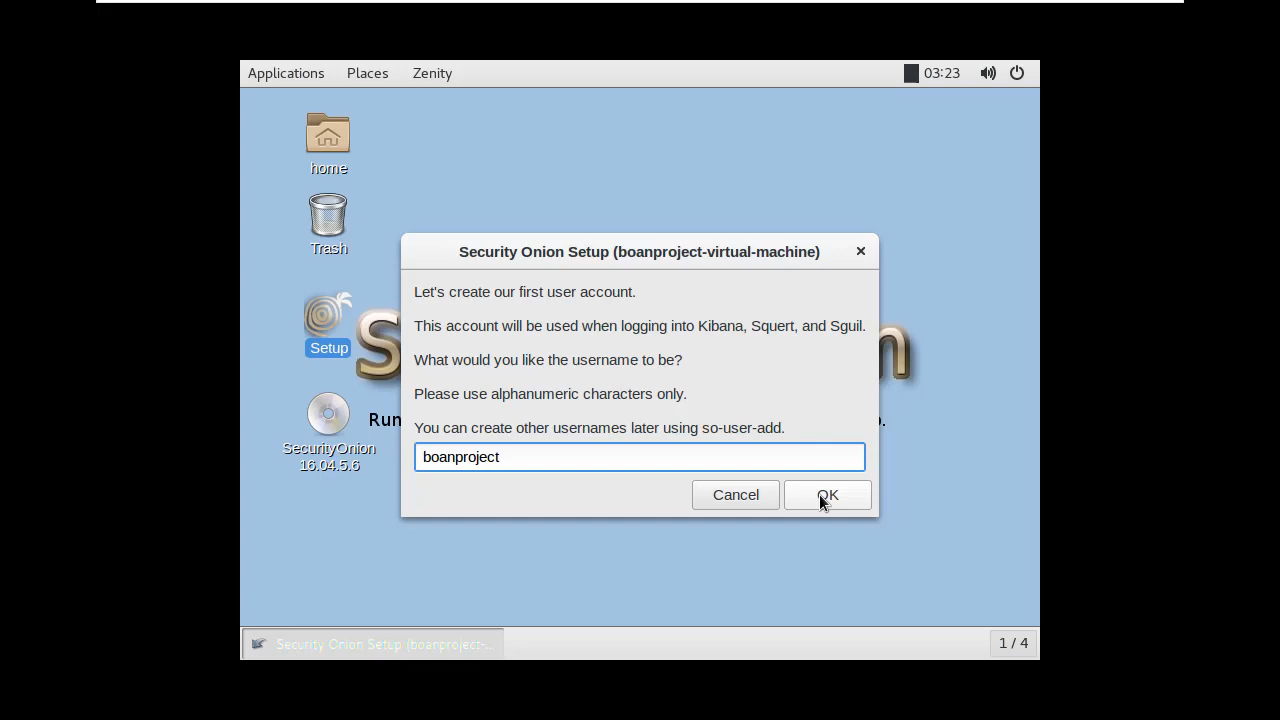 Applications Places Zenity 03:23
home
Trash
Setup
SecurityOnion
16.04.5.6
S n
Run
Security Onion Setup (boanproject-virtual-machine)
Let's create our first user account.
This account will be used when logging into Kibana, Squert, and Sguil.
What would you like the username to be?
Please use alphanumeric characters only.
You can create other usernames later using so-user-add.
boanproject
Cancel OK
Security Onion Setup (boanproject-... 1 / 4